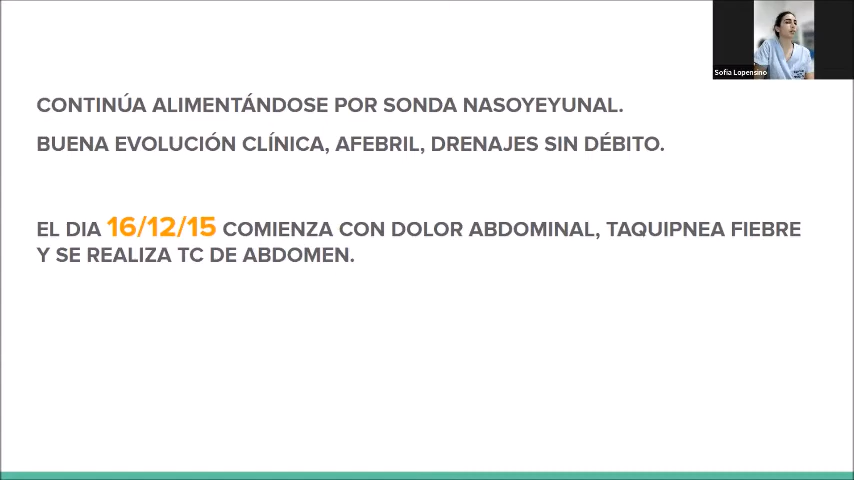 Sofia Lopensino
CONTINÚA ALIMENTÁNDOSE POR SONDA NASOYEYUNAL.
BUENA EVOLUCIÓN CLÍNICA, AFEBRIL, DRENAJES SIN DÉBITO.
EL DIA 16/12/15 COMIENZA CON DOLOR ABDOMINAL, TAQUIPNEA FIEBRE
Y SE REALIZA TC DE ABDOMEN.